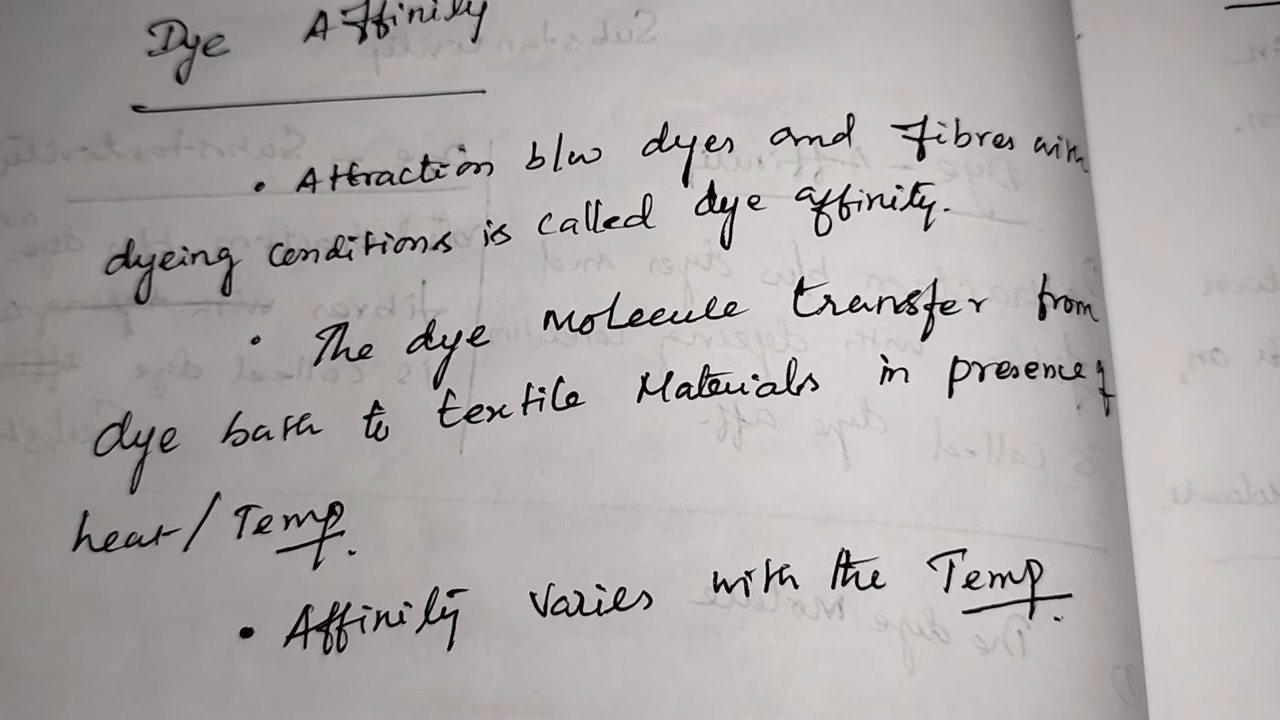 Dye Affinity
• Attraction b/w dyes and fibres with
dyeing conditions is called dye affinity.
• The dye molecule transfer from
dye bath to textile Materials in presence of
heat/Temp.
• Affinity varies with the Temp.